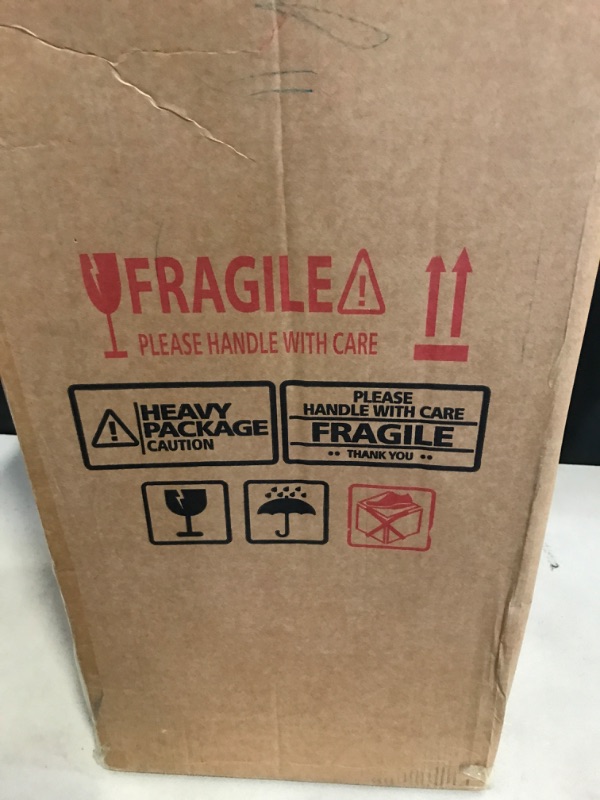 FRAGILE
PLEASE HANDLE WITH CARE
HEAVY
PACKAGE
CAUTION
PLEASE
HANDLE WITH CARE
FRAGILE
•• THANK YOU ••